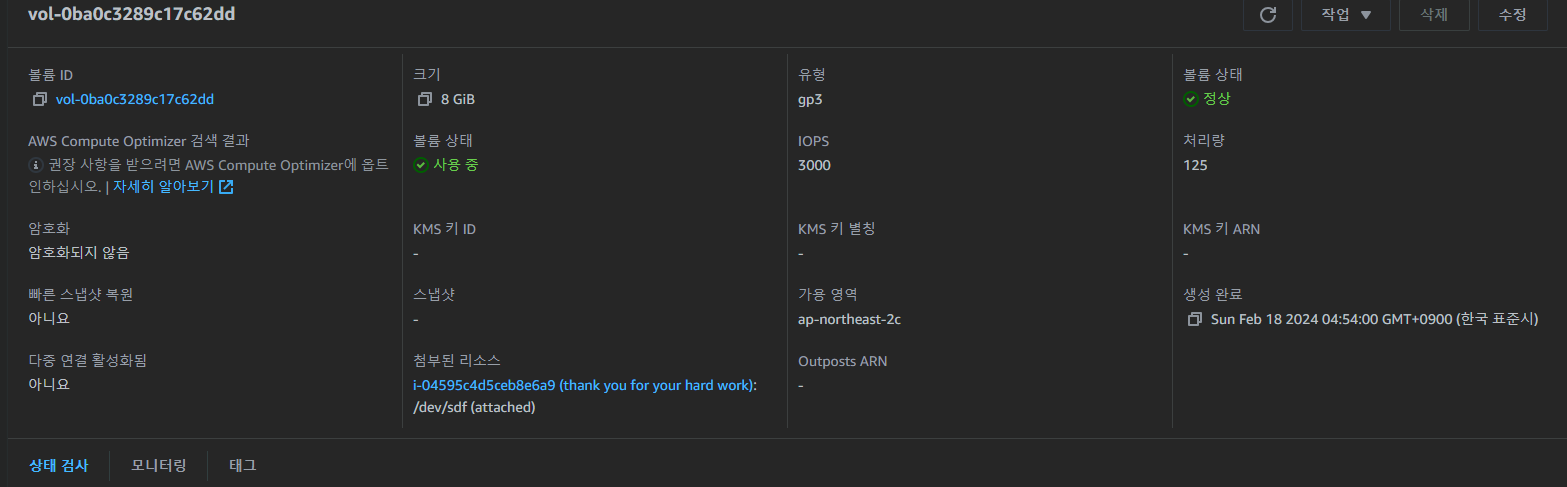 vol-0ba0c3289c17c62dd
작업 ▼
삭제
수정
볼륨 ID
vol-0ba0c3289c17c62dd
크기
8 GiB
유형
gp3
볼륨 상태
정상
AWS Compute Optimizer 검색 결과
권장 사항을 받으려면 AWS Compute Optimizer에 옵트
인하십시오. | 자세히 알아보기
볼륨 상태
사용 중
IOPS
3000
처리량
125
암호화
암호화되지 않음
KMS 키 ID
-
KMS 키 별칭
-
KMS 키 ARN
-
빠른 스냅샷 복원
아니요
스냅샷
-
가용 영역
ap-northeast-2c
생성 완료
Sun Feb 18 2024 04:54:00 GMT+0900 (한국 표준시)
다중 연결 활성화됨
아니요
첨부된 리소스
i-04595c4d5ceb8e6a9 (thank you for your hard work):
/dev/sdf (attached)
Outposts ARN
-
상태 검사
모니터링
태그